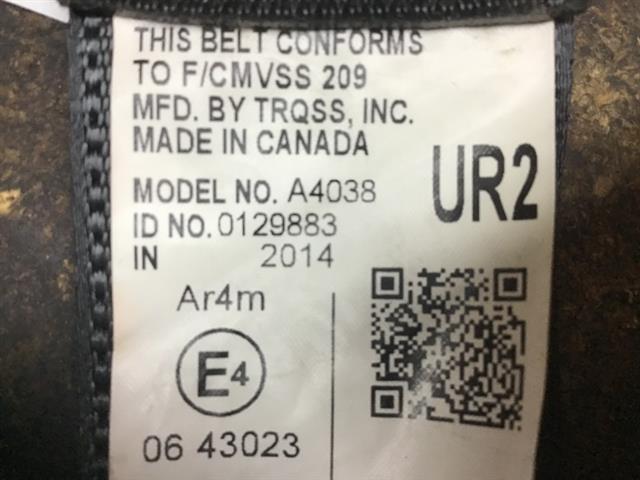 THIS BELT CONFORMS
TO F/CMVSS 209
MFD. BY TRQSS, INC.
MADE IN CANADA
MODEL NO. A4038
UR2
ID NO. 0129883
IN 2014
Ar4m
E4
06 43023